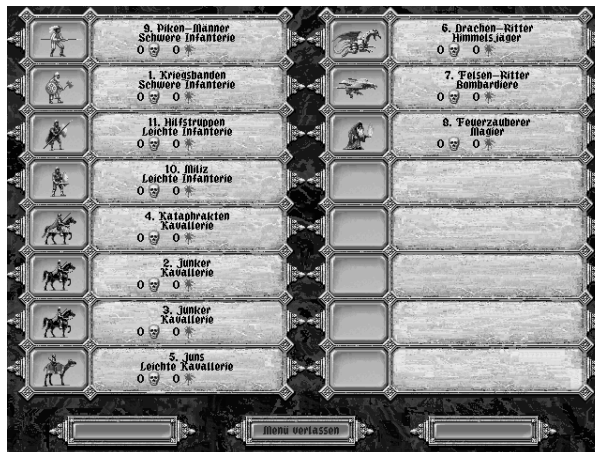 9. Piken-Männer
Schwere Infanterie
0 0
1. Kriegsbanden
Schwere Infanterie
0 0
11. Hilfstruppen
Leichte Infanterie
0 0
10. Miliz
Leichte Infanterie
0 0
4. Kataphrakten
Kavallerie
0 0
2. Junker
Kavallerie
0 0
3. Junker
Kavallerie
0 0
5. Juns
Leichte Kavallerie
0 0
6. Drachen-Ritter
Himmelsjäger
0 0
7. Felsen-Ritter
Bombardiere
0 0
8. Feuerzauberer
Magier
0 0
Menü verlassen